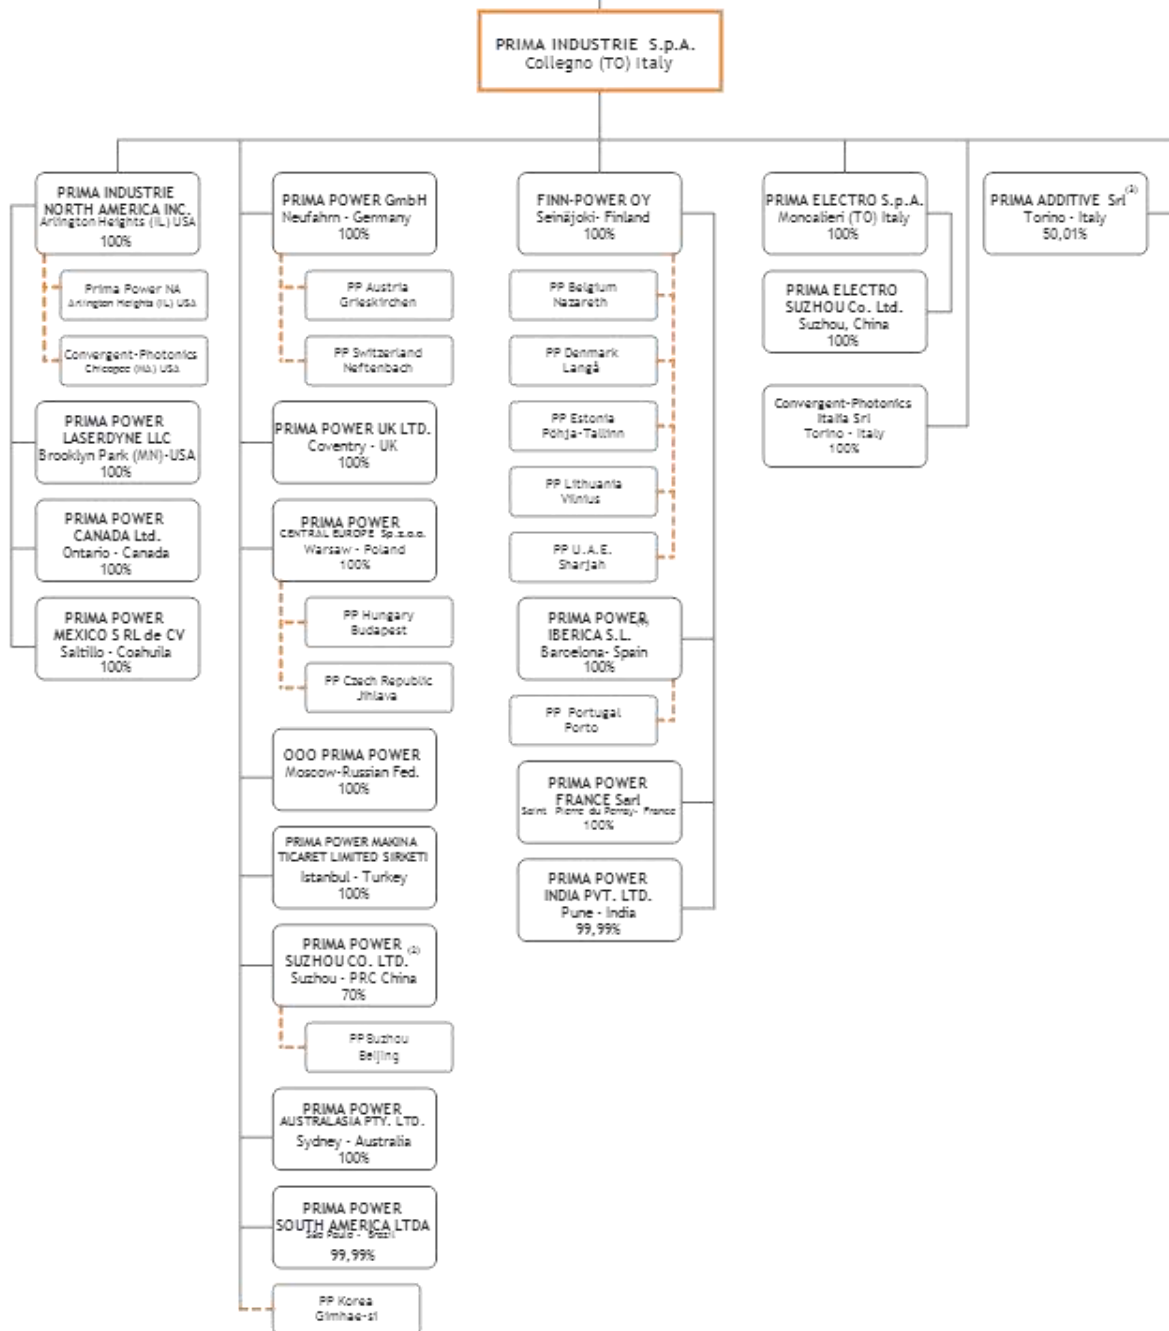 PRIMA INDUSTRIE S.p.A.
Collegno (TO) Italy
PRIMA INDUSTRIE
NORTH AMERICA INC.
Arlington Heights (IL) USA
100%
Prima Power NA
Arlington Heights (IL) USA
Convergent-Photonics
Chicopee (MA) USA
PRIMA POWER
LASERDYNE LLC
Brooklyn Park (MN)-USA
100%
PRIMA POWER
CANADA Ltd.
Ontario - Canada
100%
PRIMA POWER
MEXICO S RL de CV
Saltillo - Coahuila
100%
PRIMA POWER GmbH
Neufahrn - Germany
100%
PP Austria
Grieskirchen
PP Switzerland
Neftenbach
PRIMA POWER UK LTD.
Coventry - UK
100%
PRIMA POWER
CENTRAL EUROPE Sp.z.o.o.
Warsaw - Poland
100%
PP Hungary
Budapest
PP Czech Republic
Jihlava
OOO PRIMA POWER
Moscow-Russian Fed.
100%
PRIMA POWER MAKINA
TICARET LIMITED SIRKETI
Istanbul - Turkey
100%
PRIMA POWER
SUZHOU CO. LTD. (2)
Suzhou - PRC China
70%
PP Suzhou
Beijing
PRIMA POWER
AUSTRALASIA PTY. LTD.
Sydney - Australia
100%
PRIMA POWER
SOUTH AMERICA LTDA
São Paulo - Brazil
99,99%
PP Korea
Gimhae-si
FINN-POWER OY
Seinäjoki- Finland
100%
PP Belgium
Nazareth
PP Denmark
Langå
PP Estonia
Põhja-Tallinn
PP Lithuania
Vilnius
PP U.A.E.
Sharjah
PRIMA POWER (1)
IBERICA S.L.
Barcelona- Spain
100%
PP Portugal
Porto
PRIMA POWER
FRANCE Sarl
Saint Pierre du Perray- France
100%
PRIMA POWER
INDIA PVT. LTD.
Pune - India
99,99%
PRIMA ELECTRO S.p.A.
Moncalieri (TO) Italy
100%
PRIMA ELECTRO
SUZHOU Co. Ltd.
Suzhou, China
100%
Convergent-Photonics
Italia Srl
Torino - Italy
100%
PRIMA ADDITIVE Srl
Torino - Italy
50,01%